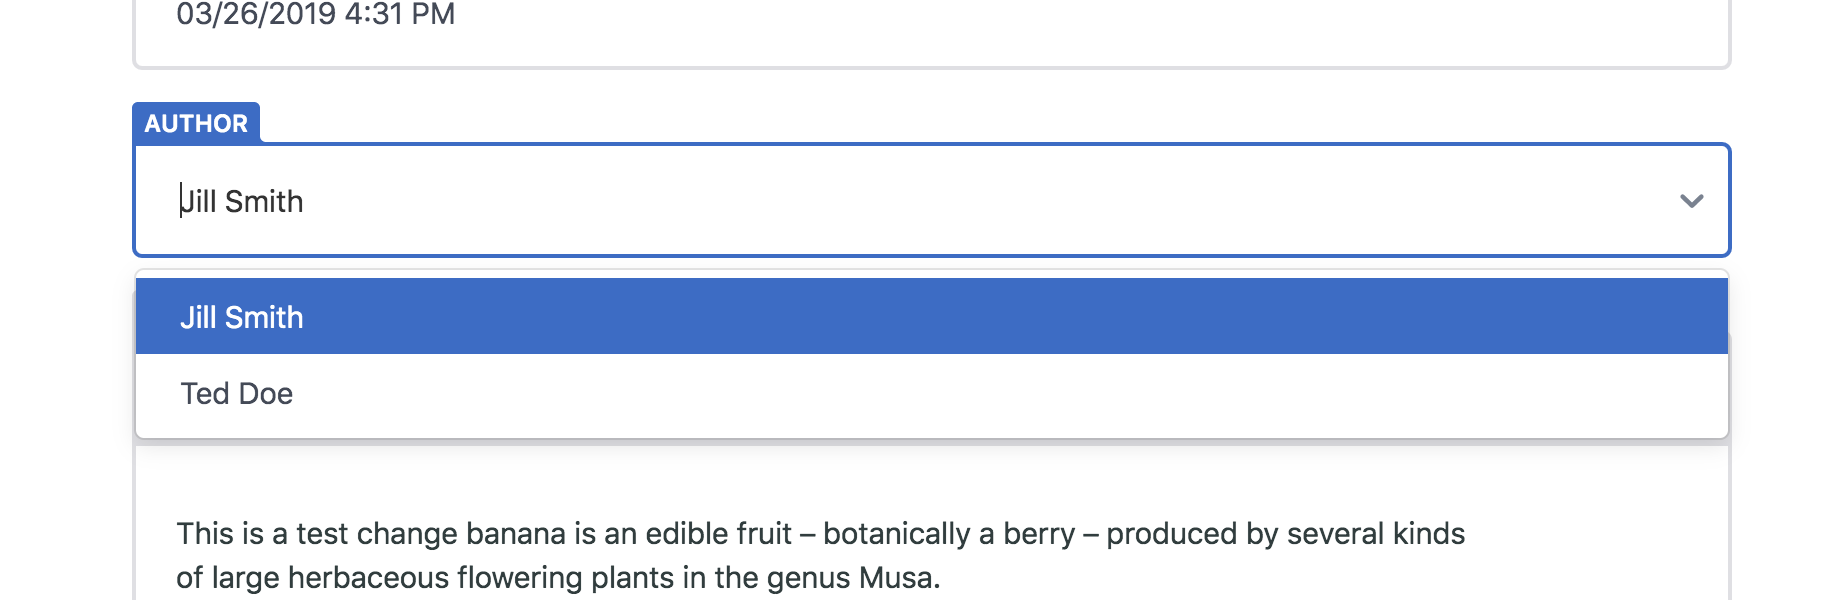 03/26/2019 4:31 PM
AUTHOR
Jill Smith
Jill Smith
Ted Doe
This is a test change banana is an edible fruit – botanically a berry – produced by several kinds
of large herbaceous flowering plants in the genus Musa.